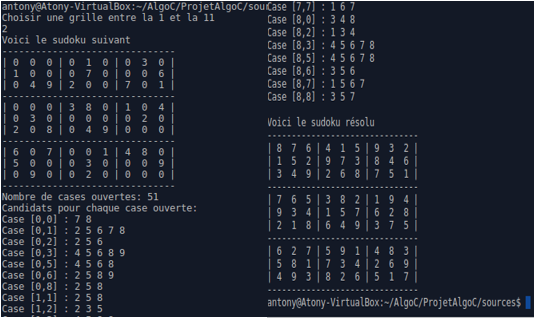 antony@Atony-VirtualBox:~/AlgoC/ProjetAlgoC/sour
Choisir une grille entre la 1 et la 11
2
Voici le sudoku suivant
-------------------------------
| 0 0 0 | 0 1 0 | 0 3 0 |
| 1 0 0 | 0 7 0 | 0 0 6 |
| 0 4 9 | 2 0 0 | 7 0 1 |
-------------------------------
| 0 0 0 | 3 8 0 | 1 0 4 |
| 0 3 0 | 0 0 0 | 0 2 0 |
| 2 0 8 | 0 4 9 | 0 0 0 |
-------------------------------
| 6 0 7 | 0 0 1 | 4 8 0 |
| 5 0 0 | 0 3 0 | 0 0 9 |
| 0 9 0 | 0 2 0 | 0 0 0 |
-------------------------------
Nombre de cases ouvertes: 51
Candidats pour chaque case ouverte:
Case [0,0] : 7 8
Case [0,1] : 2 5 6 7 8
Case [0,2] : 2 5 6
Case [0,3] : 4 5 6 8 9
Case [0,5] : 4 5 6 8
Case [0,6] : 2 5 8 9
Case [0,8] : 2 5 8
Case [1,1] : 2 5 8
Case [1,2] : 2 3 5
Case [7,7] : 1 6 7
Case [8,0] : 3 4 8
Case [8,2] : 1 3 4
Case [8,3] : 4 5 6 7 8
Case [8,5] : 4 5 6 7 8
Case [8,6] : 3 5 6
Case [8,7] : 1 5 6 7
Case [8,8] : 3 5 7
Voici le sudoku résolu
-------------------------------
| 8 7 6 | 4 1 5 | 9 3 2 |
| 1 5 2 | 9 7 3 | 8 4 6 |
| 3 4 9 | 2 6 8 | 7 5 1 |
-------------------------------
| 7 6 5 | 3 8 2 | 1 9 4 |
| 9 3 4 | 1 5 7 | 6 2 8 |
| 2 1 8 | 6 4 9 | 3 7 5 |
-------------------------------
| 6 2 7 | 5 9 1 | 4 8 3 |
| 5 8 1 | 7 3 4 | 2 6 9 |
| 4 9 3 | 8 2 6 | 5 1 7 |
-------------------------------
antony@Atony-VirtualBox:~/AlgoC/ProjetAlgoC/sources$